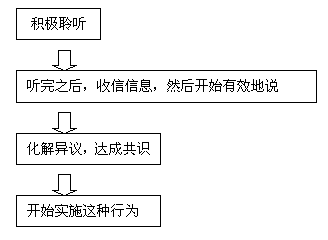 积极聆听
听完之后，收信信息，然后开始有效地说
化解异议，达成共识
开始实施这种行为